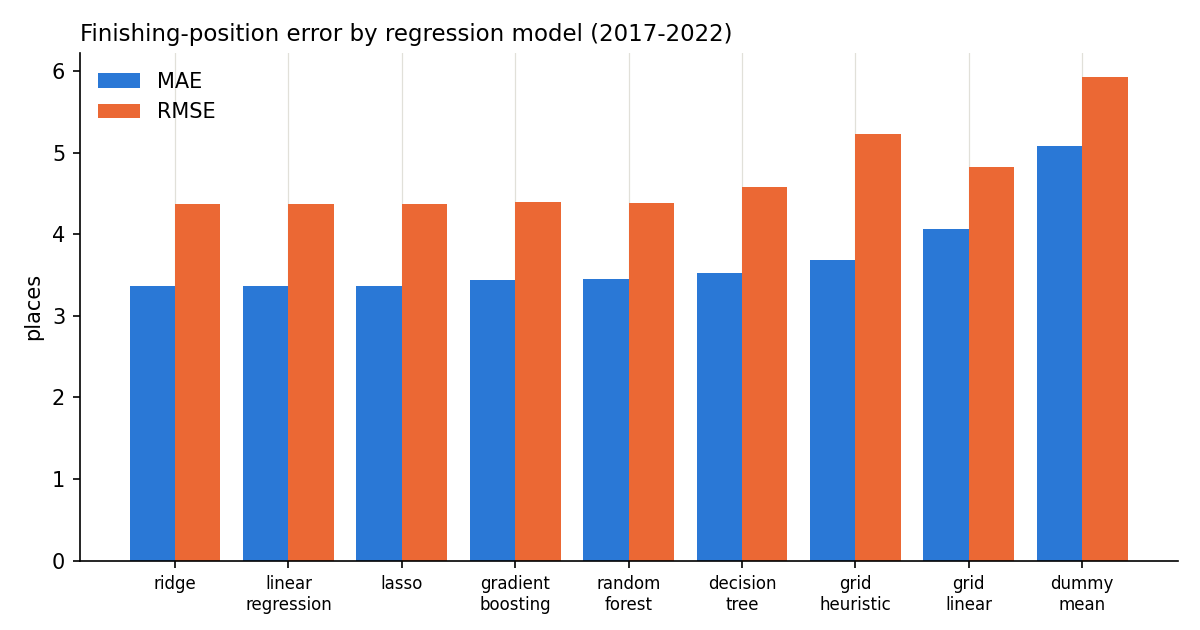 Finishing-position error by regression model (2017-2022)
MAE
RMSE
places
6
5
4
3
2
1
0
ridge
linear
regression
lasso
gradient
boosting
random
forest
decision
tree
grid
heuristic
grid
linear
dummy
mean